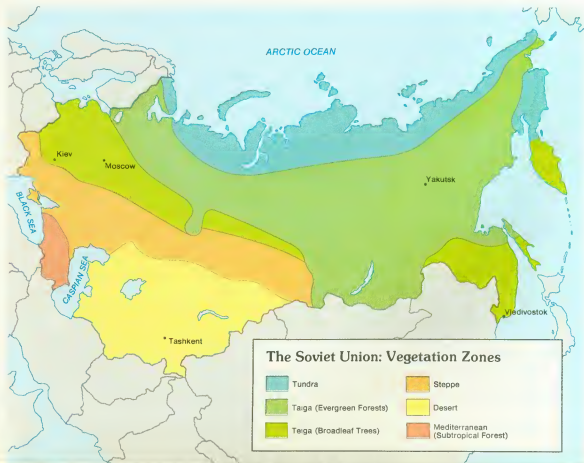 ARCTIC OCEAN
Kiev
Moscow
Yakutsk
BLACK SEA
CASPIAN SEA
Tashkent
Vladivostok
The Soviet Union: Vegetation Zones
Tundra
Steppe
Taiga (Evergreen Forests)
Desert
Taiga (Broadleaf Trees)
Mediterranean
(Subtropical Forest)